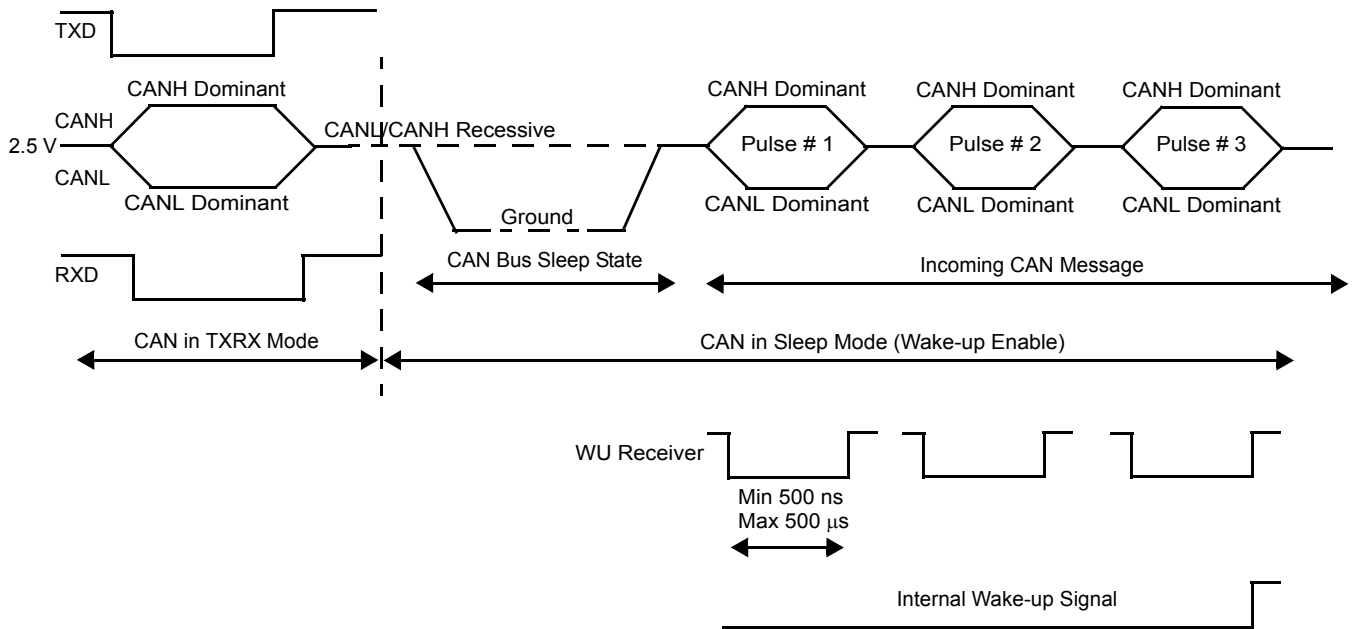 TXD
CANH Dominant
CANH Dominant
CANH Dominant
CANH Dominant
CANH
CANL/CANH Recessive
2.5 V
Pulse # 1
Pulse # 2
Pulse # 3
CANL
CANL Dominant
Ground
CANL Dominant
CANL Dominant
CANL Dominant
RXD
CAN Bus Sleep State
Incoming CAN Message
CAN in TXRX Mode
CAN in Sleep Mode (Wake-up Enable)
WU Receiver
Min 500 ns
Max 500 μs
Internal Wake-up Signal